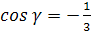 cos γ = −1/3